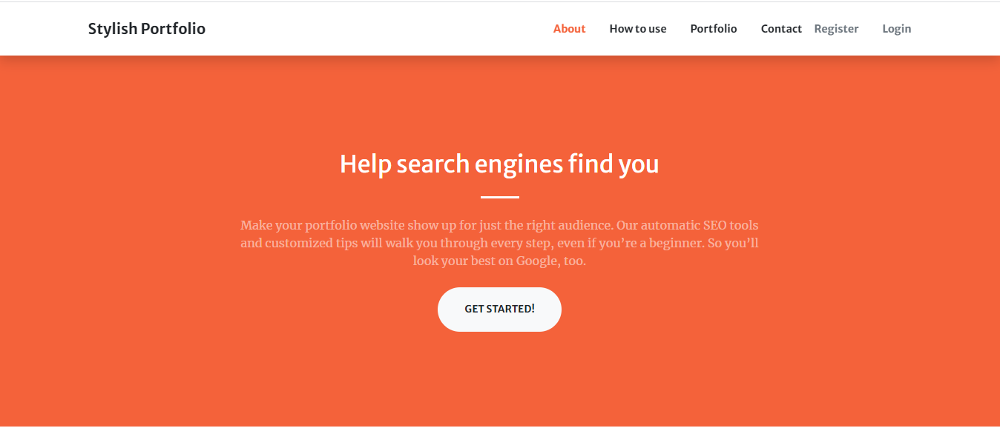 Stylish Portfolio
About How to use Portfolio Contact Register Login
Help search engines find you
Make your portfolio website show up for just the right audience. Our automatic SEO tools
and customized tips will walk you through every step, even if you’re a beginner. So you’ll
look your best on Google, too.
GET STARTED!